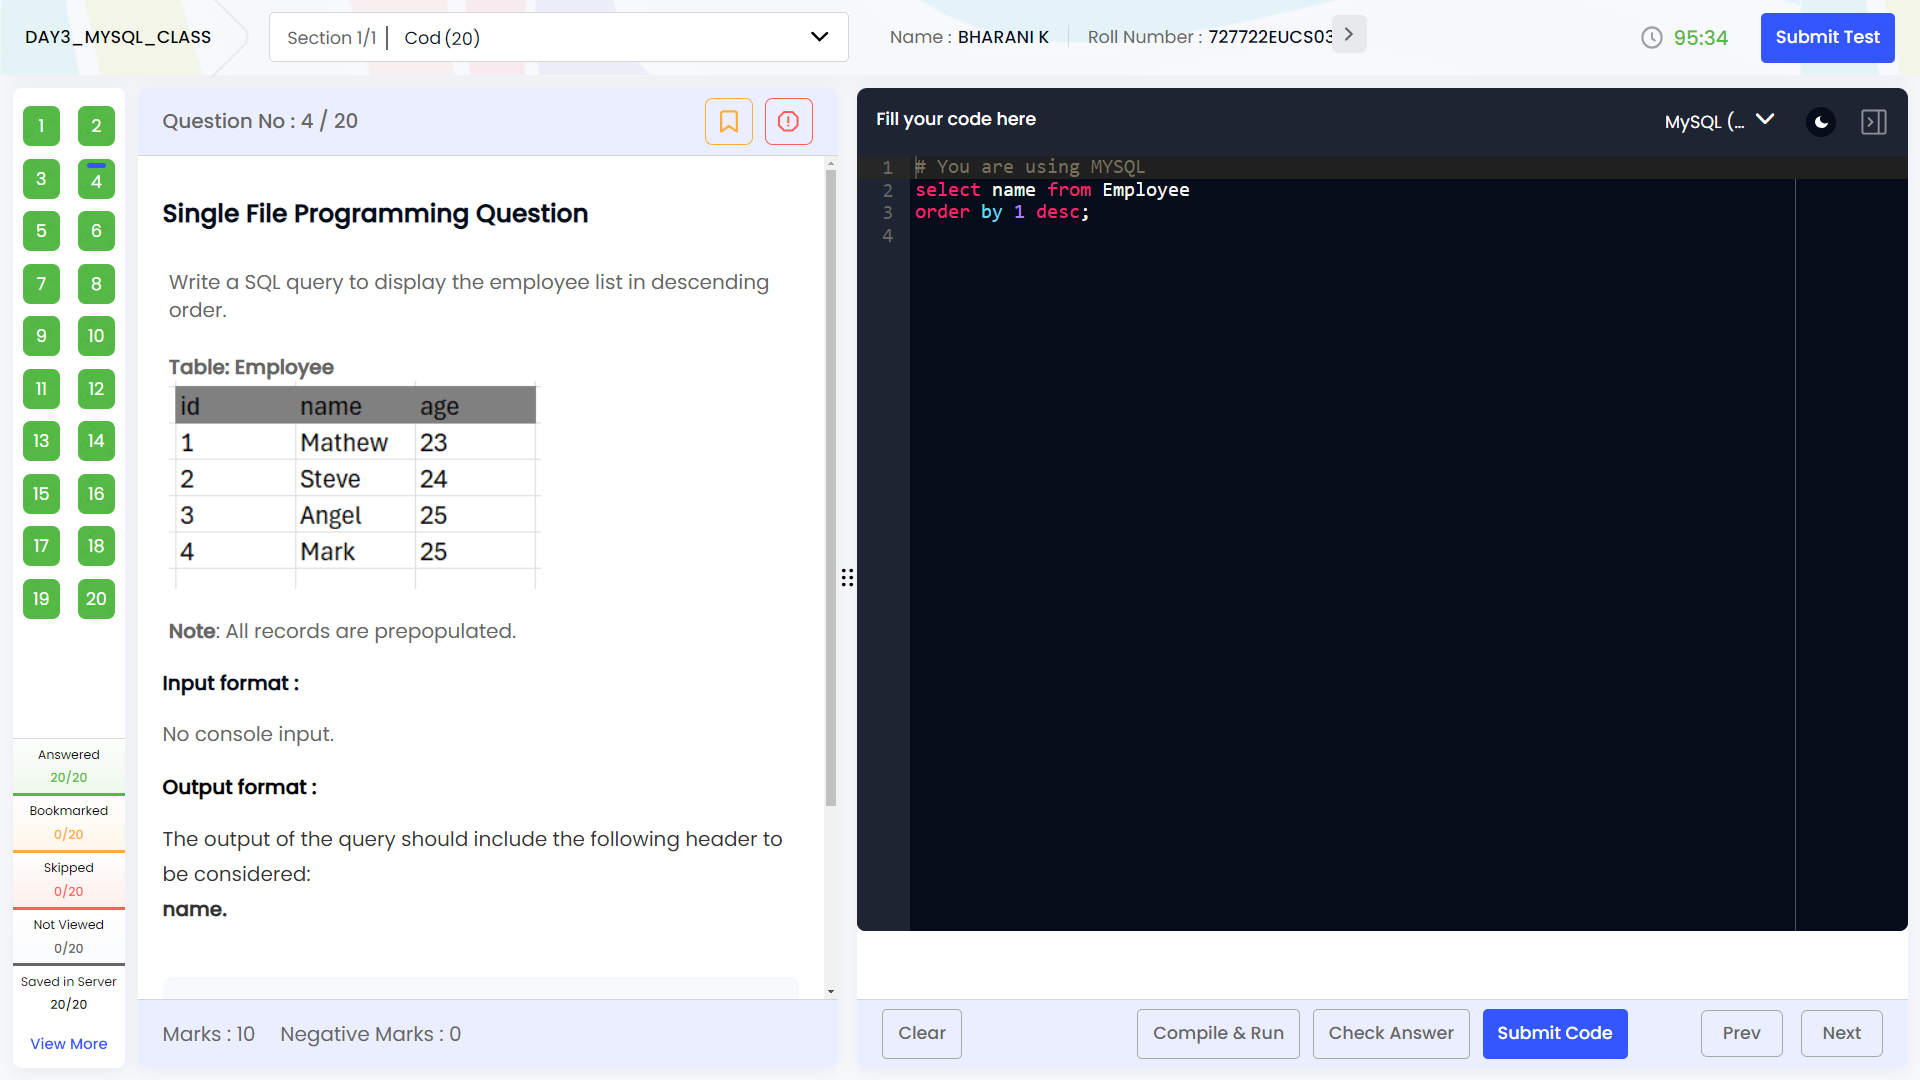 DAY3_MYSQL_CLASS
Section 1/1
Cod (20)
Name : BHARANI K
Roll Number : 727722EUCS03
95:34
Submit Test
1 2
3 4
5 6
7 8
9 10
11 12
13 14
15 16
17 18
19 20
Answered
20/20
Bookmarked
0/20
Skipped
0/20
Not Viewed
0/20
Saved in Server
20/20
View More
Question No : 4 / 20
Single File Programming Question
Write a SQL query to display the employee list in descending
order.
Table: Employee
id name age
1 Mathew 23
2 Steve 24
3 Angel 25
4 Mark 25
Note: All records are prepopulated.
Input format :
No console input.
Output format :
The output of the query should include the following header to
be considered:
name.
Marks : 10 Negative Marks : 0
Fill your code here
MySQL (...
1 # You are using MYSQL
2 select name from Employee
3 order by 1 desc;
4
Clear
Compile & Run
Check Answer
Submit Code
Prev
Next